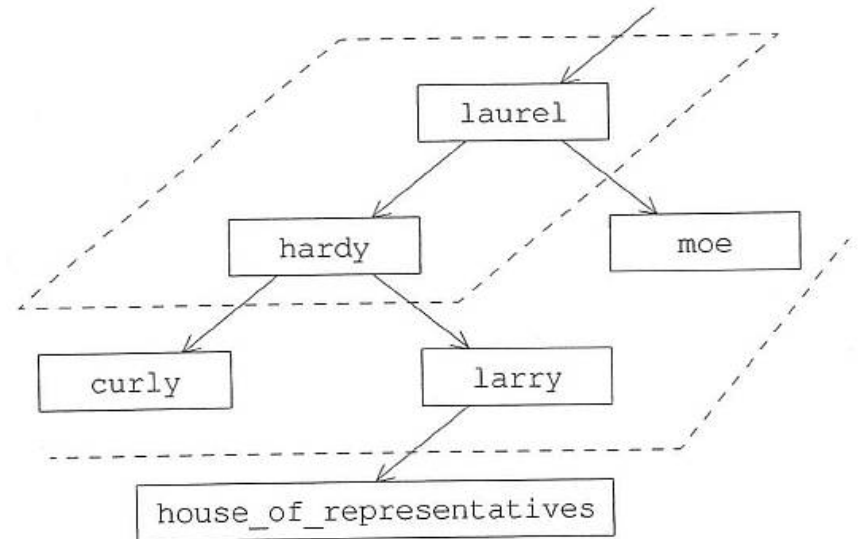 laurel
hardy
moe
curly
larry
house_of_representatives